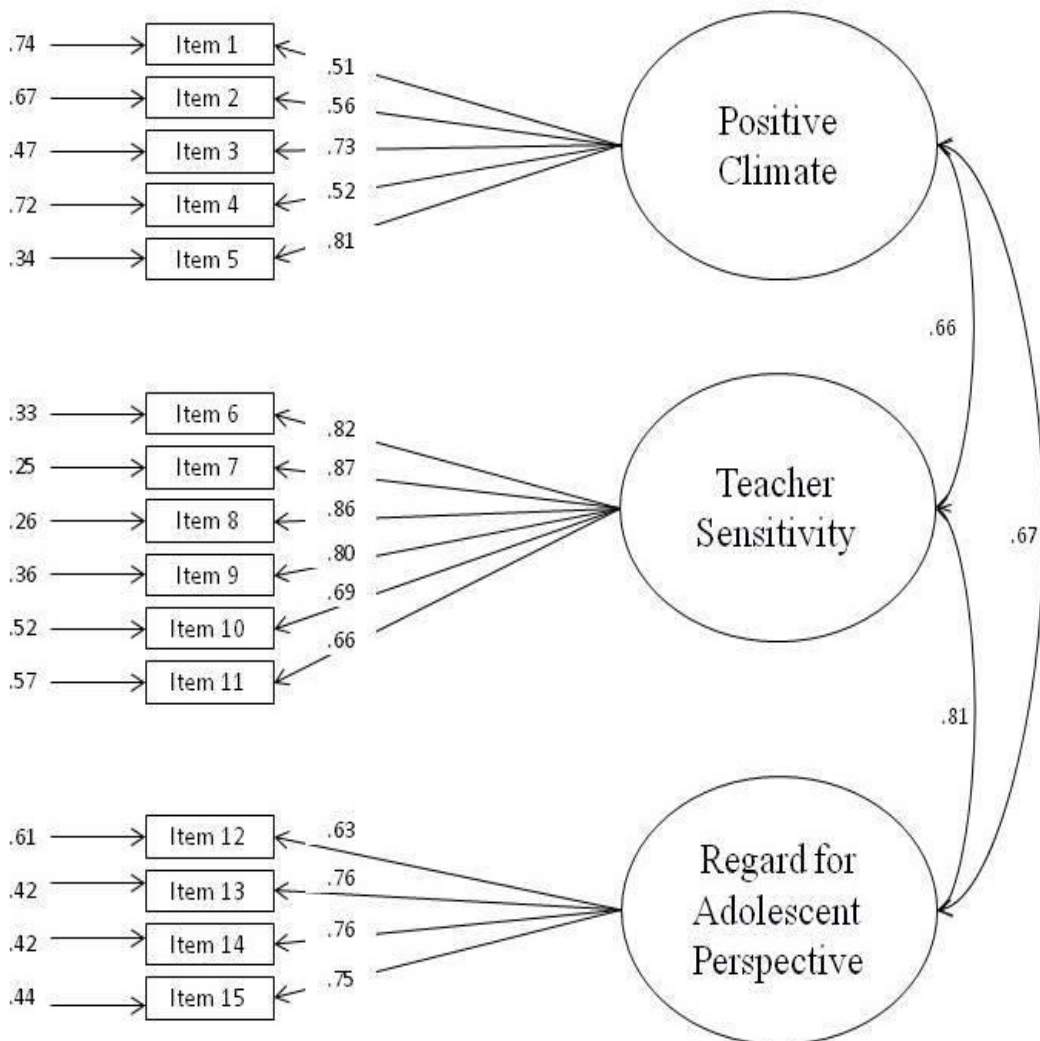 .74 Item 1 .51
.67 Item 2 .56
.47 Item 3 .73
.72 Item 4 .52
.34 Item 5 .81
Positive
Climate
.66
.33 Item 6 .82
.25 Item 7 .87
.26 Item 8 .86
.36 Item 9 .80
.52 Item 10 .69
.57 Item 11 .66
Teacher
Sensitivity
.67
.81
.61 Item 12 .63
.42 Item 13 .76
.42 Item 14 .76
.44 Item 15 .75
Regard for
Adolescent
Perspective